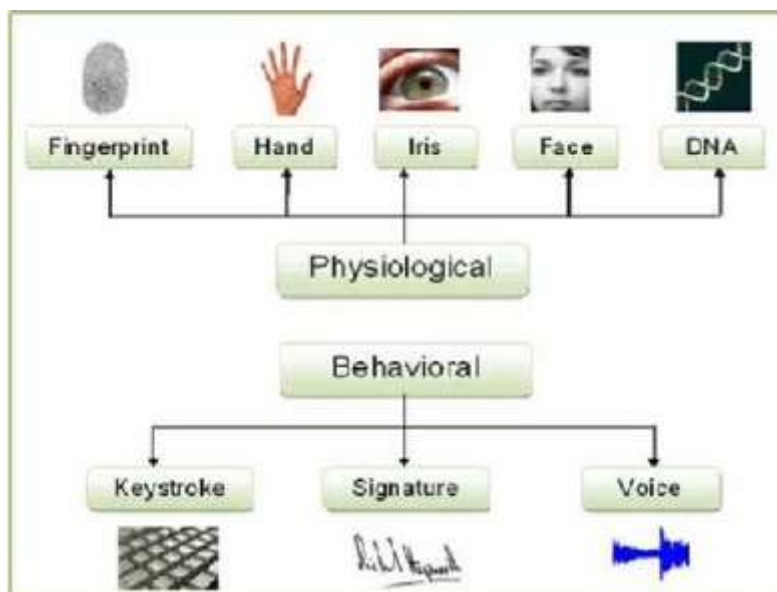 Fingerprint
Hand
Iris
Face
DNA
Physiological
Behavioral
Keystroke
Signature
Voice